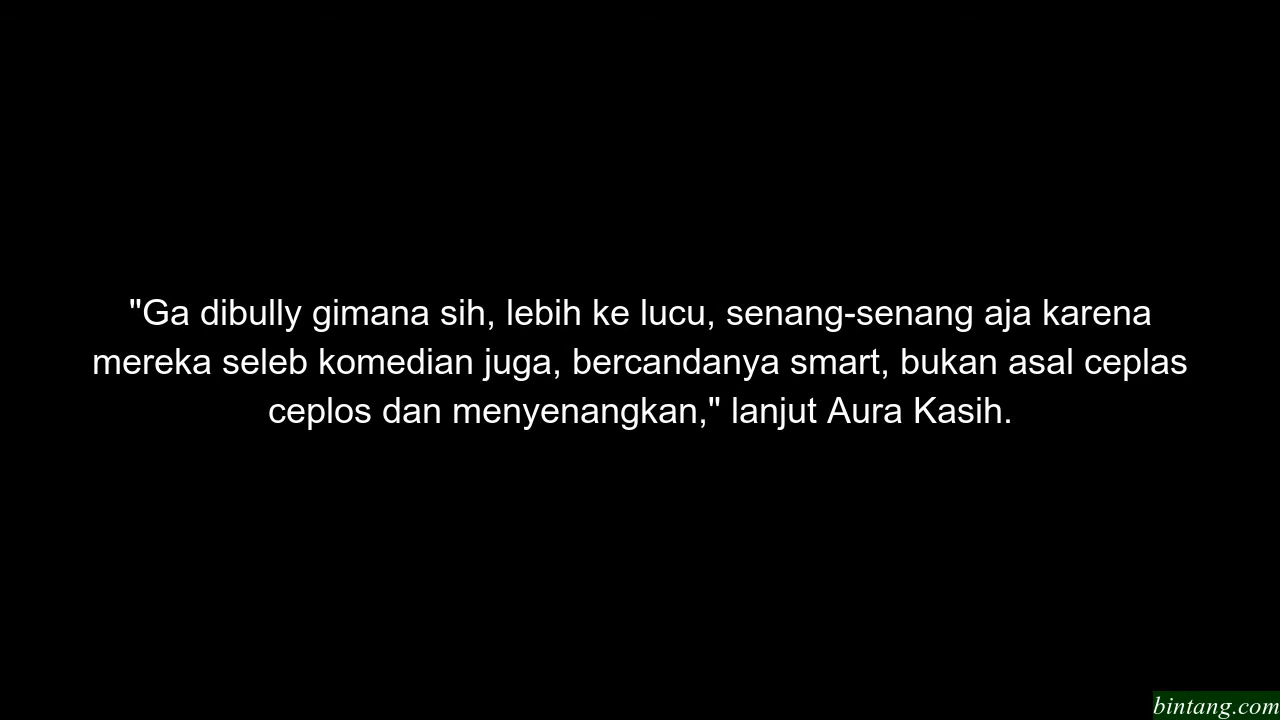 "Ga dibully gimana sih, lebih ke lucu, senang-senang aja karena
mereka seleb komedian juga, bercandanya smart, bukan asal ceplas
ceplos dan menyenangkan," lanjut Aura Kasih.
bintang.com